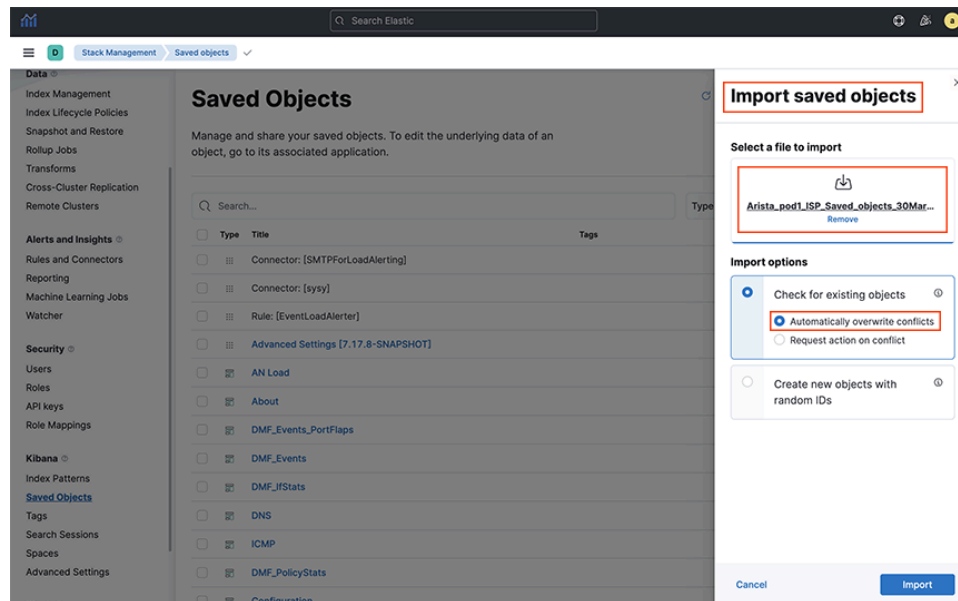 Search Elastic
a
D
Stack Management
Saved objects
Data
Index Management
Index Lifecycle Policies
Snapshot and Restore
Rollup Jobs
Transforms
Cross-Cluster Replication
Remote Clusters
Alerts and Insights
Rules and Connectors
Reporting
Machine Learning Jobs
Watcher
Security
Users
Roles
API keys
Role Mappings
Kibana
Index Patterns
Saved Objects
Tags
Search Sessions
Spaces
Advanced Settings
Saved Objects
Manage and share your saved objects. To edit the underlying data of an
object, go to its associated application.
Search...
Type
Type Title Tags
Connector: [SMTPForLoadAlerting]
Connector: [sysy]
Rule: [EventLoadAlerter]
Advanced Settings [7.17.8-SNAPSHOT]
AN Load
About
DMF_Events_PortFlaps
DMF_Events
DMF_IfStats
DNS
ICMP
DMF_PolicyStats
Configuration
Import saved objects
Select a file to import
Arista_pod1_ISP_Saved_objects_30Mar...
Remove
Import options
Check for existing objects
Automatically overwrite conflicts
Request action on conflict
Create new objects with
random IDs
Cancel
Import